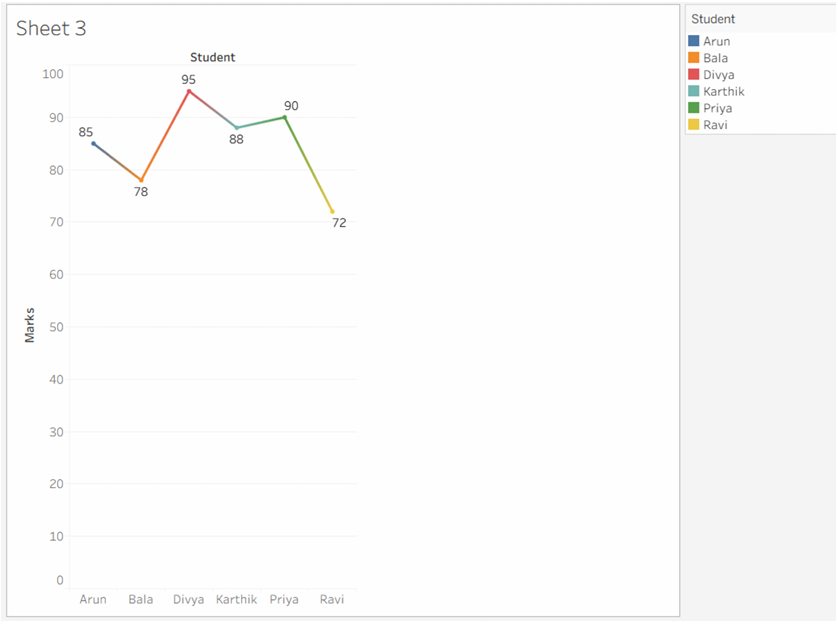 Sheet 3
Student
100
90
80
70
60
50
40
30
20
10
0
Marks
85
78
95
88
90
72
Arun Bala Divya Karthik Priya Ravi
Student
Arun
Bala
Divya
Karthik
Priya
Ravi